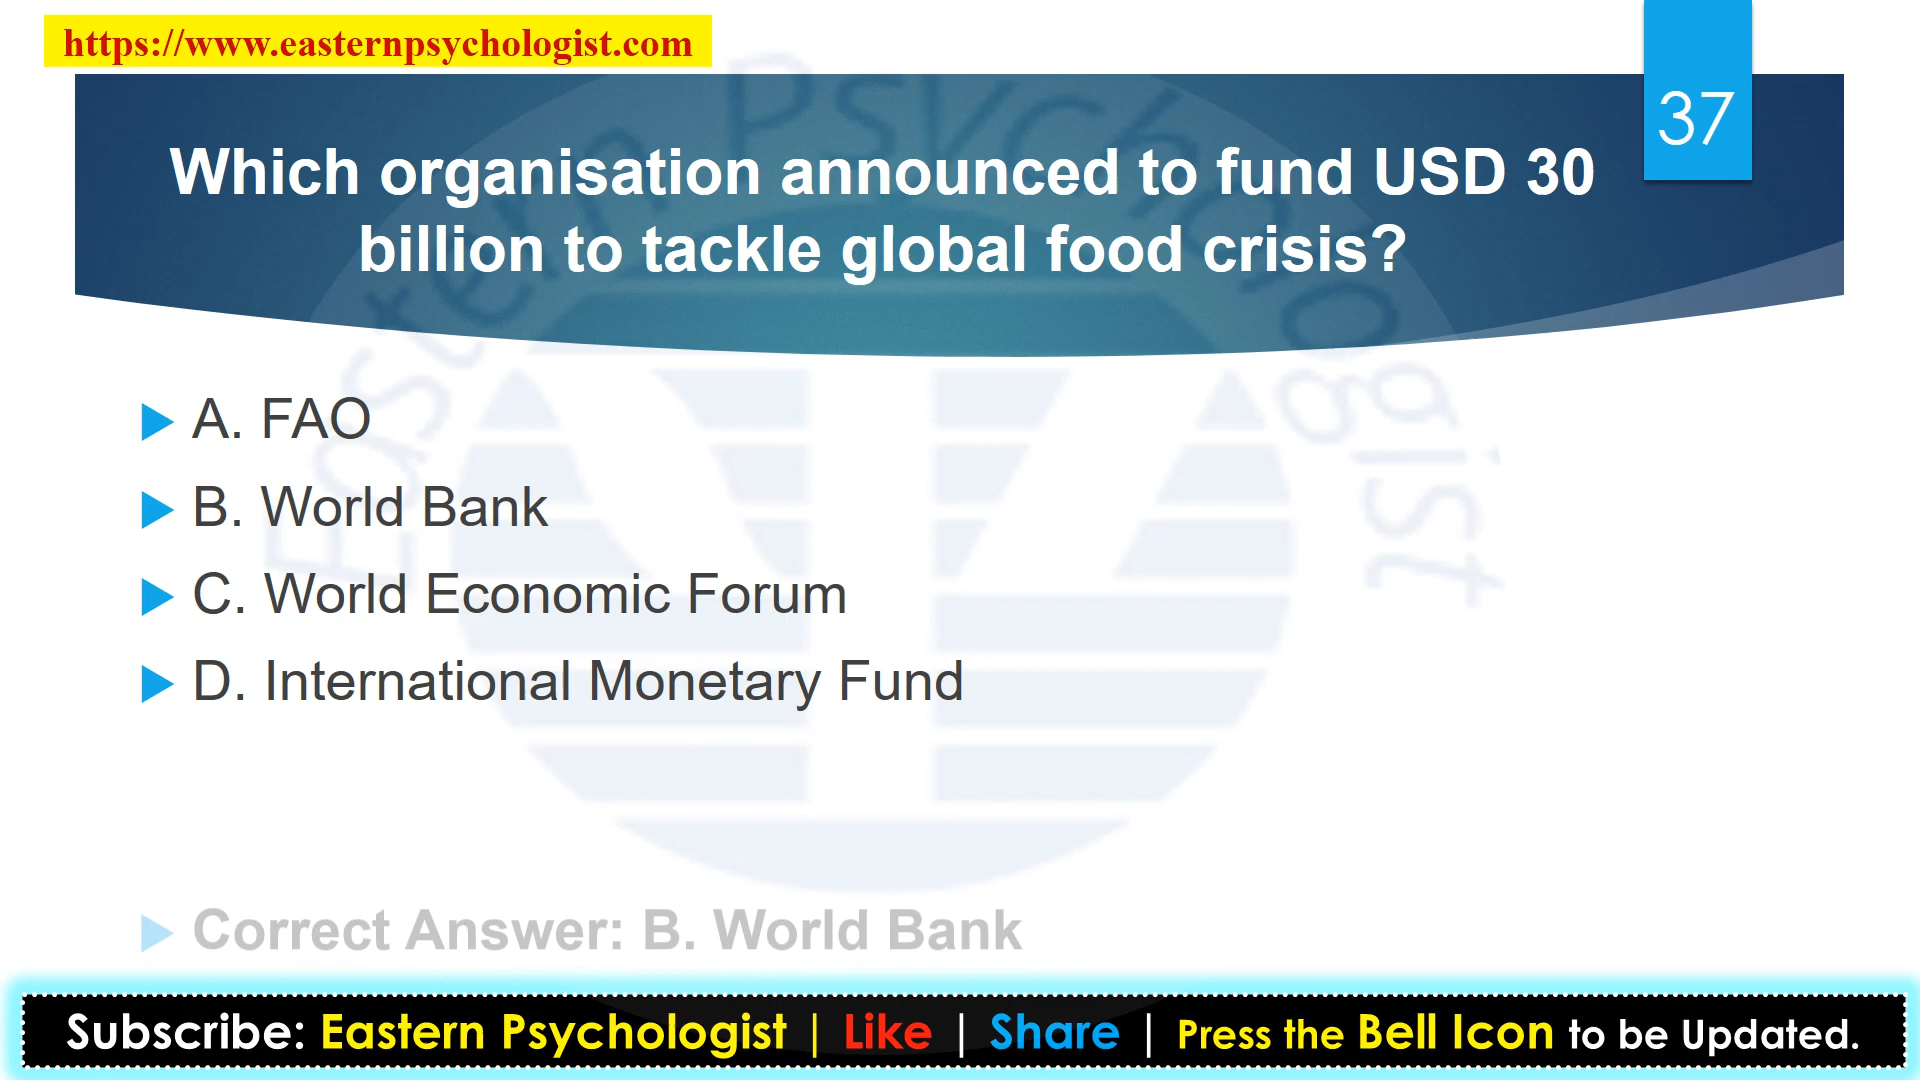 https://www.easternpsychologist.com
37
Which organisation announced to fund USD 30
billion to tackle global food crisis?
A. FAO
B. World Bank
C. World Economic Forum
D. International Monetary Fund
Eastern Psychologist
Correct Answer: B. World Bank
Subscribe: Eastern Psychologist | Like | Share | Press the Bell Icon to be Updated.